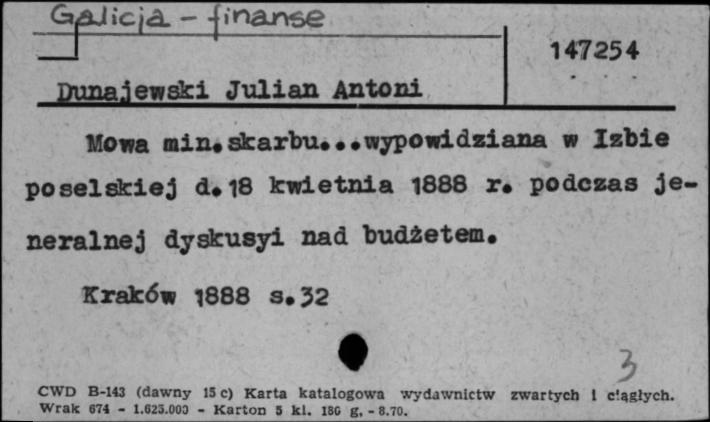 Galicja - finanse
147254
Dunajewski Julian Antoni
Mowa min.skarbu...wypowidziana w Izbie
poselskiej d.18 kwietnia 1888 r. podczas je-
neralnej dyskusyi nad budżetem.
Kraków 1888 s.32
3
CWD B-143 (dawny 15 c) Karta katalogowa wydawnictw zwartych i ciągłych.
Wrak 674 - 1.625.000 - Karton 5 kl. 180 g. - 8.70.